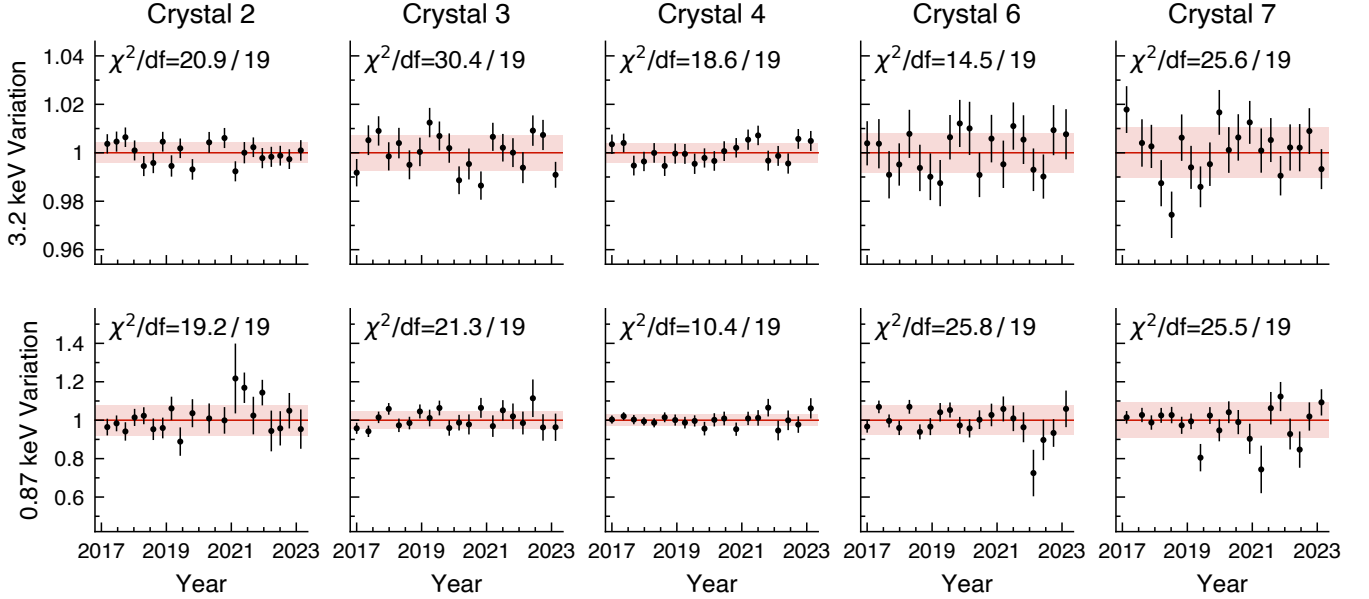 Crystal 2 Crystal 3 Crystal 4 Crystal 6 Crystal 7
3.2 keV Variation
1.04
1.02
1
0.98
0.96
χ²/df=20.9 / 19
χ²/df=30.4 / 19
χ²/df=18.6 / 19
χ²/df=14.5 / 19
χ²/df=25.6 / 19
0.87 keV Variation
1.4
1.2
1
0.8
0.6
χ²/df=19.2 / 19
χ²/df=21.3 / 19
χ²/df=10.4 / 19
χ²/df=25.8 / 19
χ²/df=25.5 / 19
2017 2019 2021 2023
2017 2019 2021 2023
2017 2019 2021 2023
2017 2019 2021 2023
2017 2019 2021 2023
Year Year Year Year Year